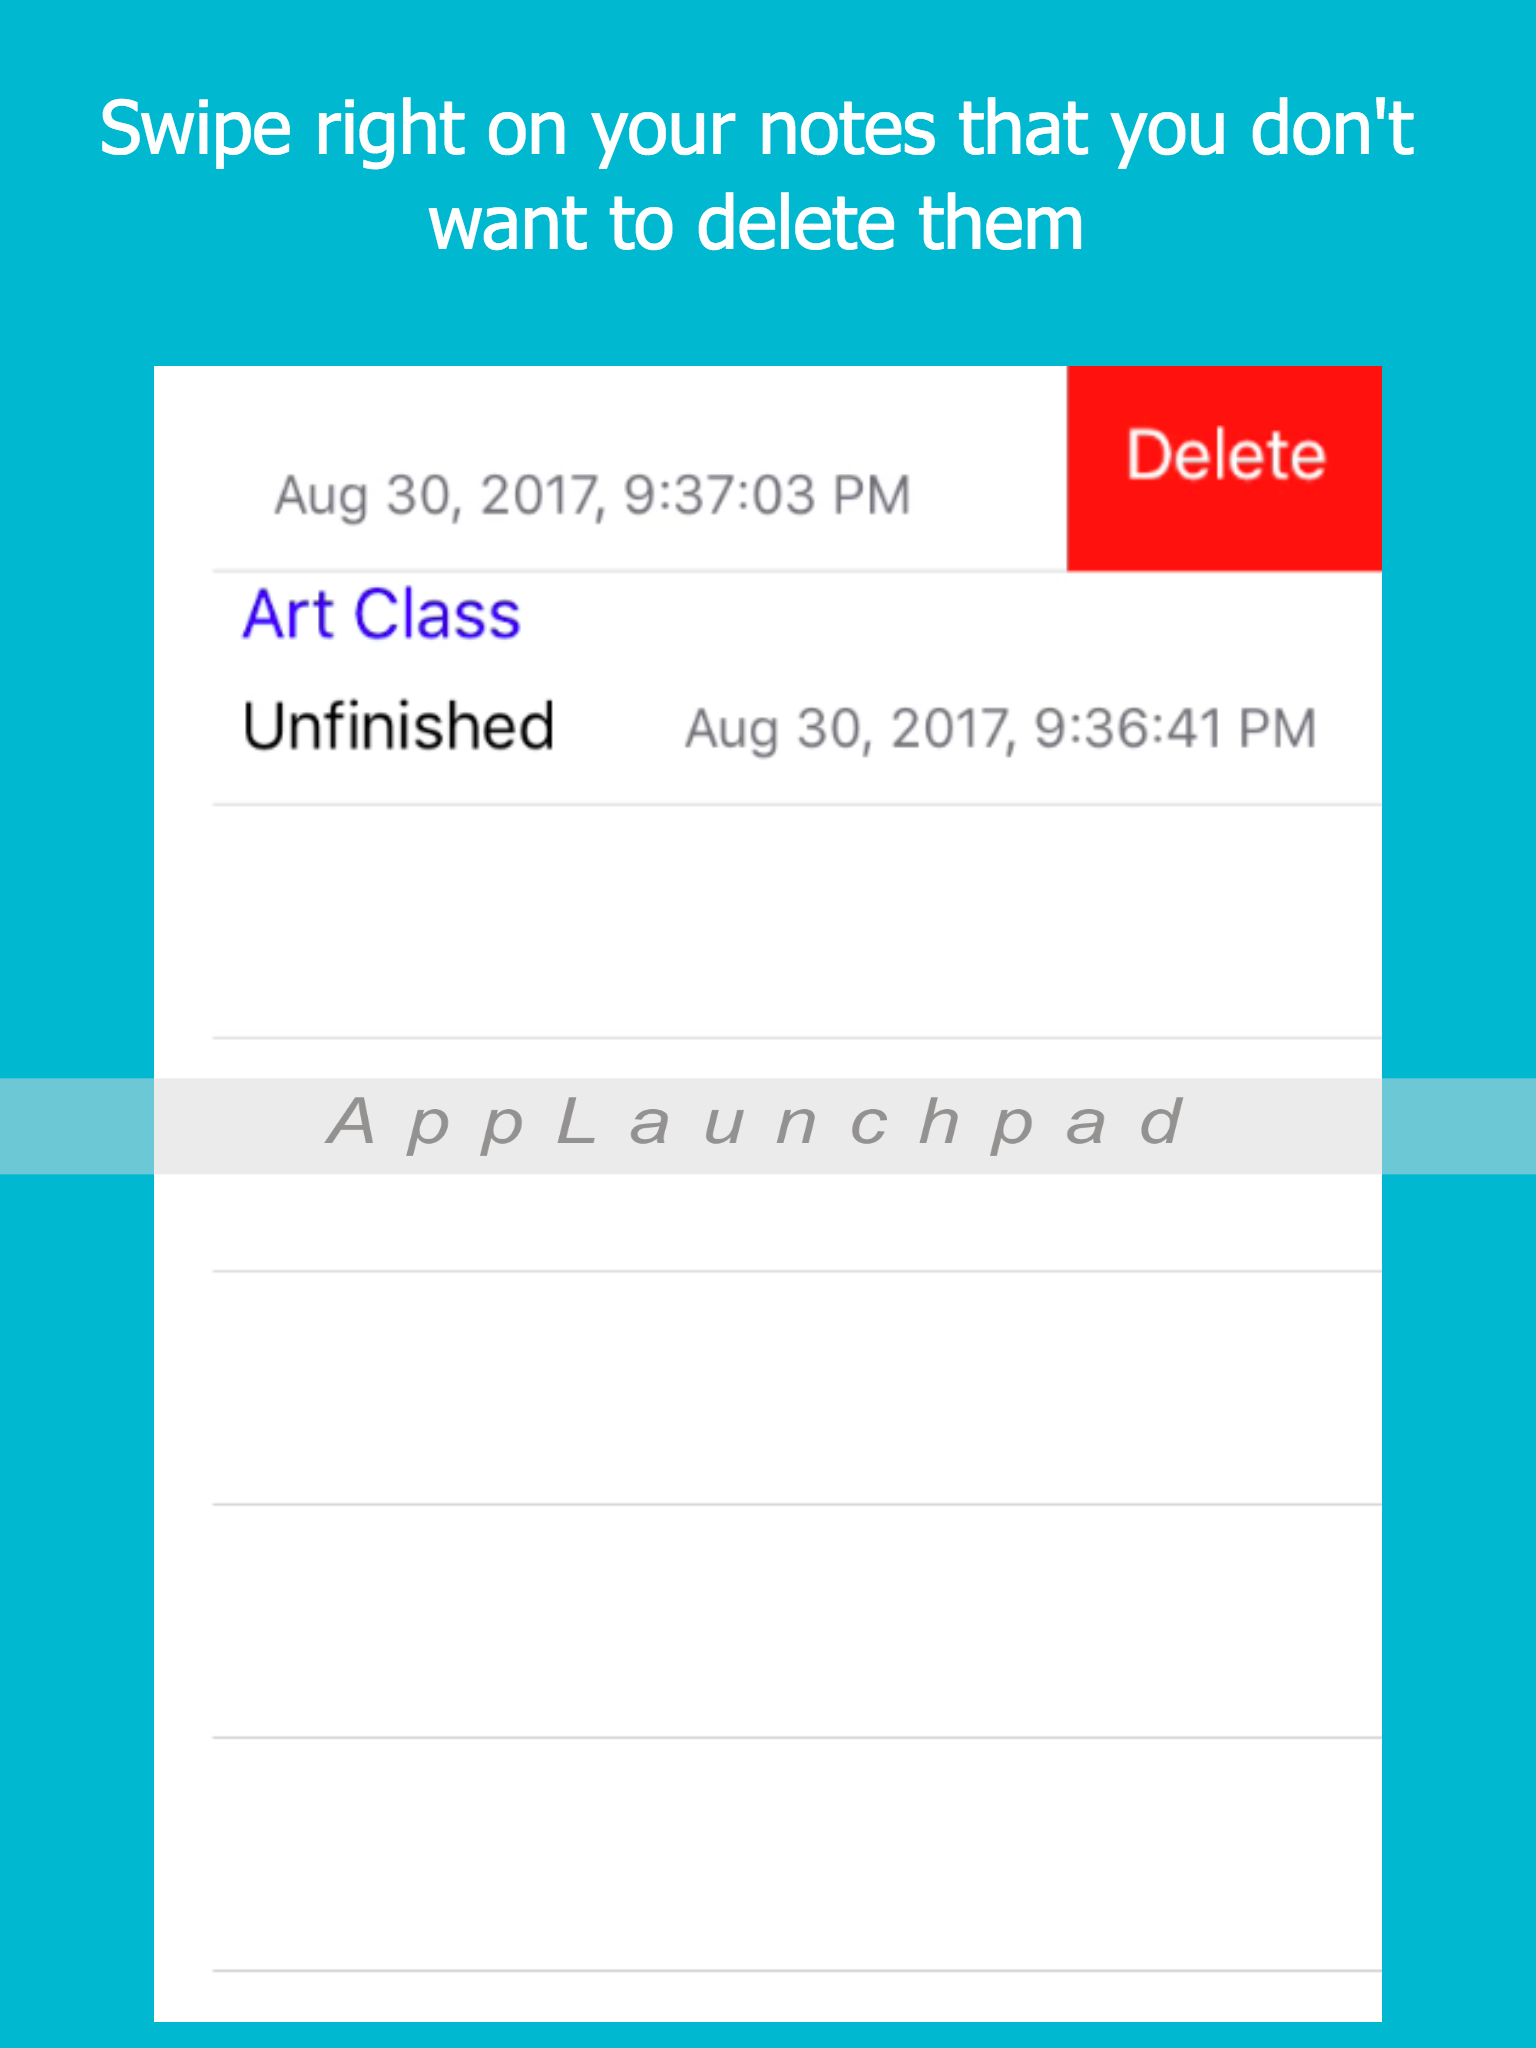 Swipe right on your notes that you don't
want to delete them
Delete
Aug 30, 2017, 9:37:03 PM
Art Class
Unfinished Aug 30, 2017, 9:36:41 PM
AppLaunchpad